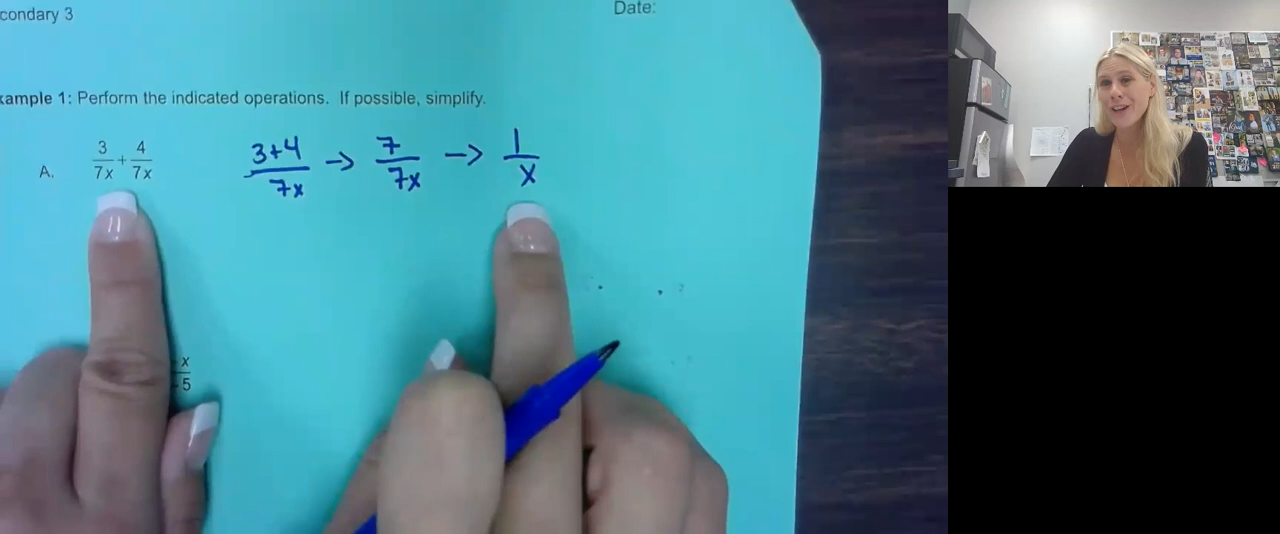 condary 3
Date:
xample 1: Perform the indicated operations. If possible, simplify.
A. 3/7x + 4/7x 3+4/7x → 7/7x → 1/x
x
5